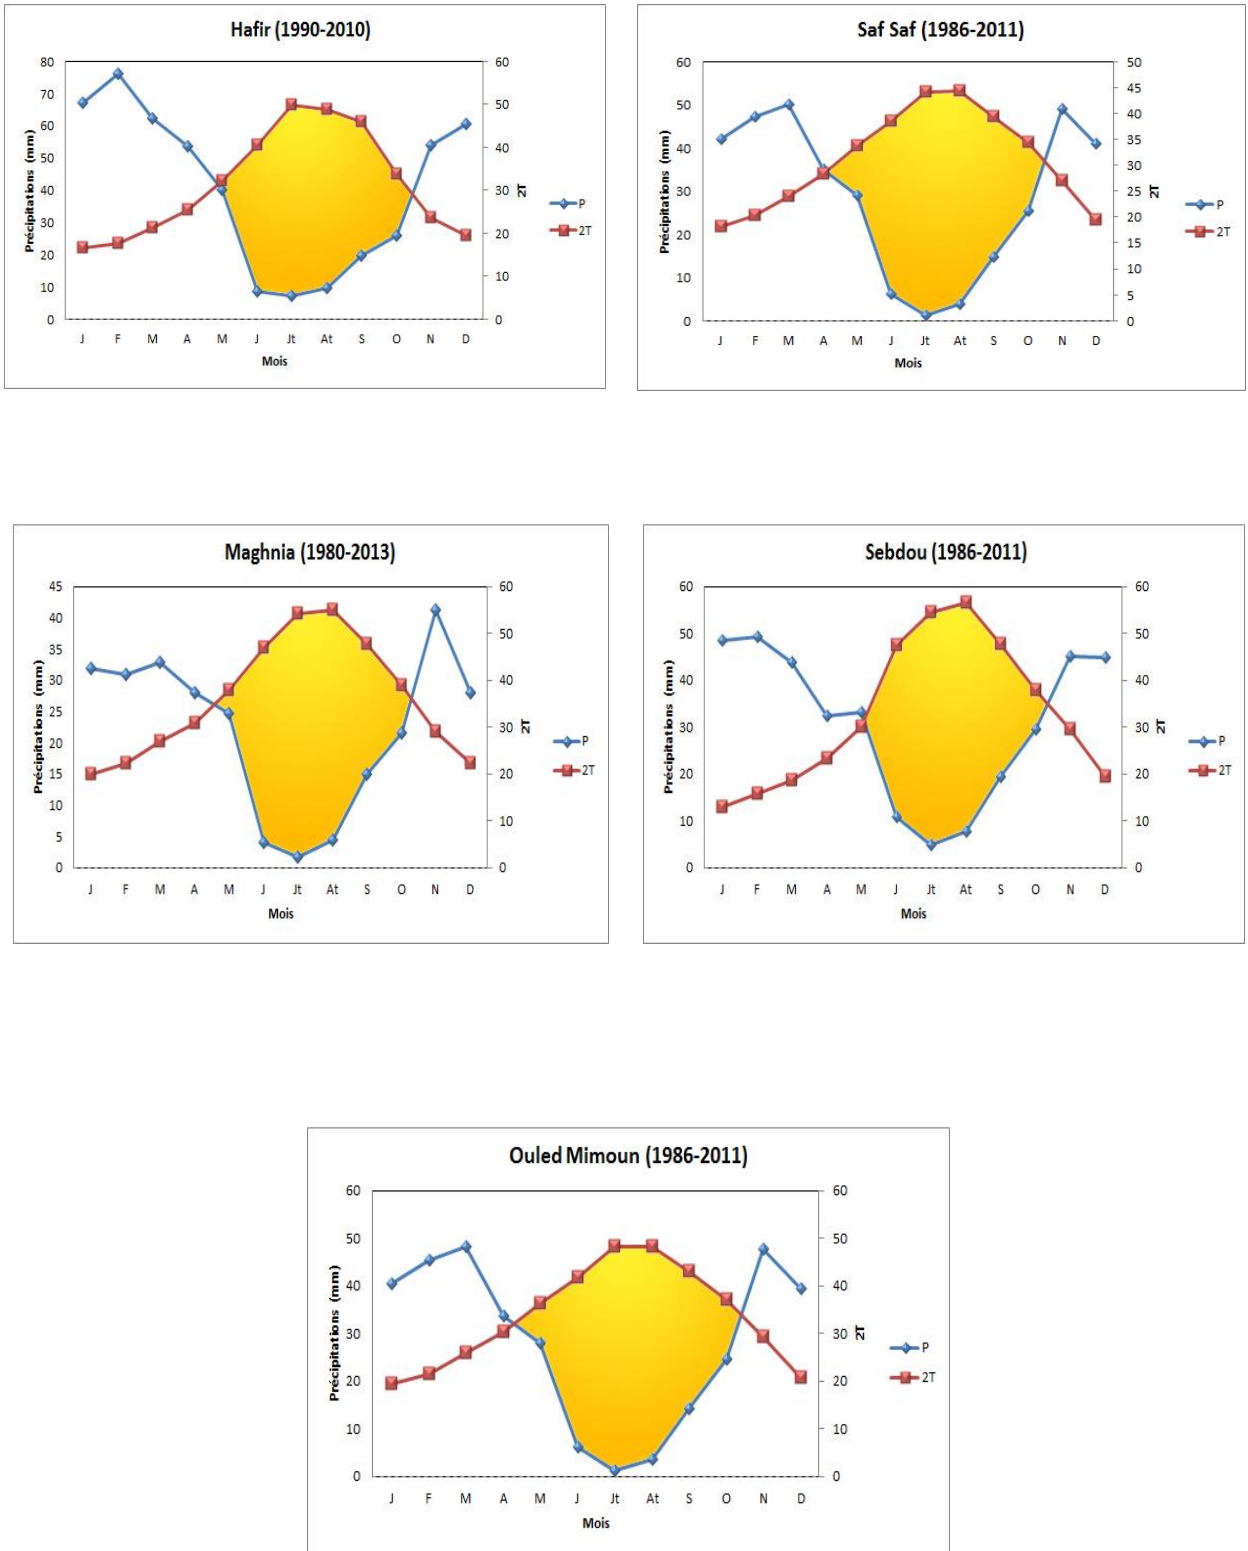 Hafir (1990-2010)
80
70
60
50
40
30
20
10
0
Précipitations (mm)
60
50
40
30
20
10
0
2T
J F M A M J Jt At S O N D
Mois
P
2T
Saf Saf (1986-2011)
60
50
40
30
20
10
0
Précipitations (mm)
50
45
40
35
30
25
20
15
10
5
0
2T
J F M A M J Jt At S O N D
Mois
P
2T
Maghnia (1980-2013)
45
40
35
30
25
20
15
10
5
0
Précipitations (mm)
60
50
40
30
20
10
0
2T
J F M A M J Jt At S O N D
Mois
P
2T
Sebdou (1986-2011)
60
50
40
30
20
10
0
Précipitations (mm)
60
50
40
30
20
10
0
2T
J F M A M J Jt At S O N D
Mois
P
2T
Ouled Mimoun (1986-2011)
60
50
40
30
20
10
0
Précipitations (mm)
60
50
40
30
20
10
0
2T
J F M A M J Jt At S O N D
Mois
P
2T